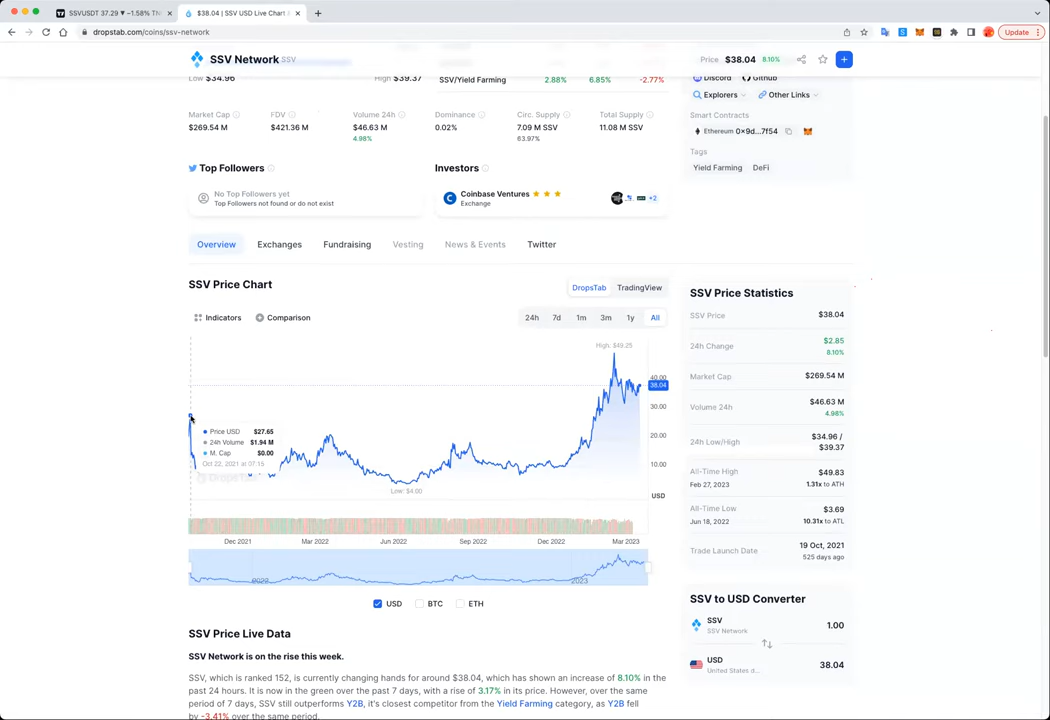 SSVUSDT 37.29 ▼ −1.58% TN
$38.04 | SSV USD Live Chart
dropstab.com/coins/ssv-network
Update
SSV Network SSV
Price $38.04 8.10%
Low $34.96 High $39.37
SSV/Yield Farming 2.88% 6.85% -2.77%
Discord Github
Explorers Other Links
Market Cap FDV Volume 24h Dominance Circ. Supply Total Supply
$269.54 M $421.36 M $46.63 M 0.02% 7.09 M SSV 11.08 M SSV
4.98% 63.97%
Smart Contracts
Ethereum 0x9d...7f54
Tags
Yield Farming DeFi
Top Followers
No Top Followers yet
Top Followers not found or do not exist
Investors
Coinbase Ventures
Exchange
+2
Overview Exchanges Fundraising Vesting News & Events Twitter
SSV Price Chart
DropsTab TradingView
Indicators Comparison
24h 7d 1m 3m 1y All
High: $49.25
40.00
38.04
30.00
20.00
10.00
USD
Price USD $27.65
24h Volume $1.94 M
M. Cap $0.00
Oct 22, 2021 at 07:15
DropsTab
Low: $4.00
Dec 2021 Mar 2022 Jun 2022 Sep 2022 Dec 2022 Mar 2023
2022 2023
USD BTC ETH
SSV Price Statistics
SSV Price $38.04
24h Change $2.85
8.10%
Market Cap $269.54 M
Volume 24h $46.63 M
4.98%
24h Low/High $34.96 /
$39.37
All-Time High $49.83
Feb 27, 2023 1.31x to ATH
All-Time Low $3.69
Jun 18, 2022 10.31x to ATL
Trade Launch Date 19 Oct, 2021
525 days ago
SSV to USD Converter
SSV 1.00
SSV Network
USD 38.04
United States d...
SSV Price Live Data
SSV Network is on the rise this week.
SSV, which is ranked 152, is currently changing hands for around $38.04, which has shown an increase of 8.10% in the
past 24 hours. It is now in the green over the past 7 days, with a rise of 3.17% in its price. However, over the same
period of 7 days, SSV still outperforms Y2B, it's closest competitor from the Yield Farming category, as Y2B fell
by -3.41% over the same period.